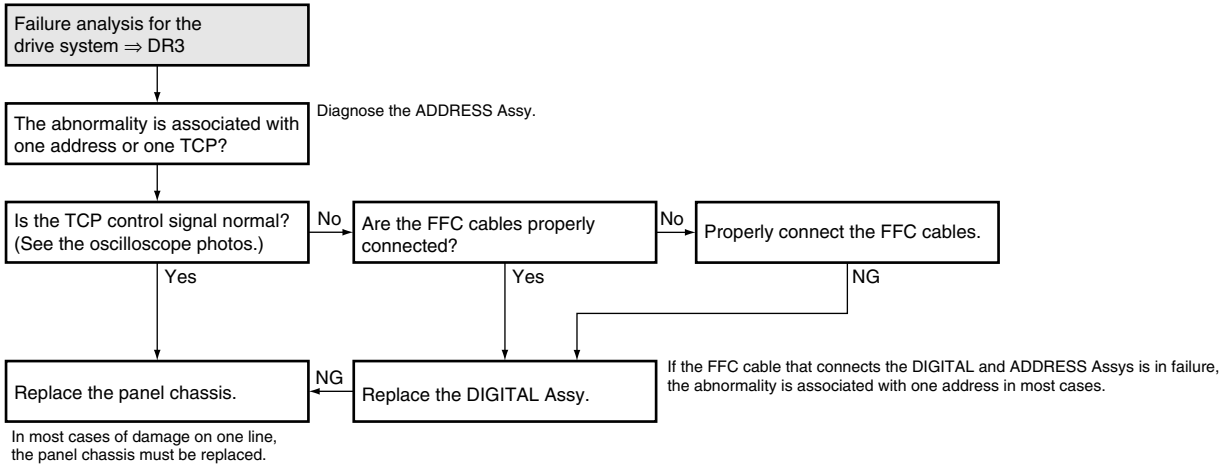 Failure analysis for the
drive system ⇒ DR3
The abnormality is associated with
one address or one TCP?
Diagnose the ADDRESS Assy.
Is the TCP control signal normal?
(See the oscilloscope photos.)
No
Are the FFC cables properly
connected?
No
Properly connect the FFC cables.
Yes
Yes
NG
Replace the panel chassis.
NG
Replace the DIGITAL Assy.
If the FFC cable that connects the DIGITAL and ADDRESS Assys is in failure,
the abnormality is associated with one address in most cases.
In most cases of damage on one line,
the panel chassis must be replaced.